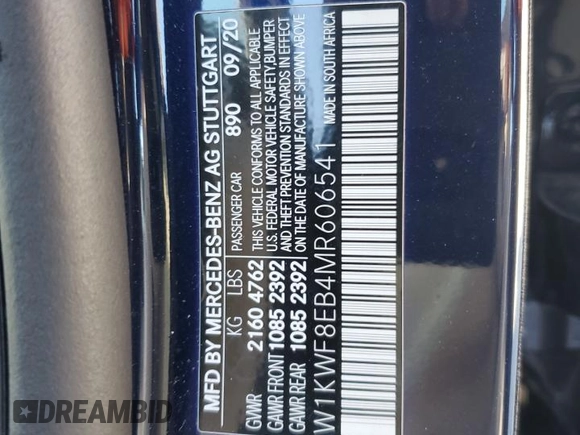 MFD BY MERCEDES-BENZ AG STUTTGART
KG LBS PASSENGER CAR 890 09/20
GVWR 2160 4762
GAWR FRONT 1085 2392
GAWR REAR 1085 2392
THIS VEHICLE CONFORMS TO ALL APPLICABLE
U.S. FEDERAL MOTOR VEHICLE SAFETY,BUMPER
AND THEFT PREVENTION STANDARDS IN EFFECT
ON THE DATE OF MANUFACTURE SHOWN ABOVE
W1KWF8EB4MR606541 MADE IN SOUTH AFRICA
DREAMBID